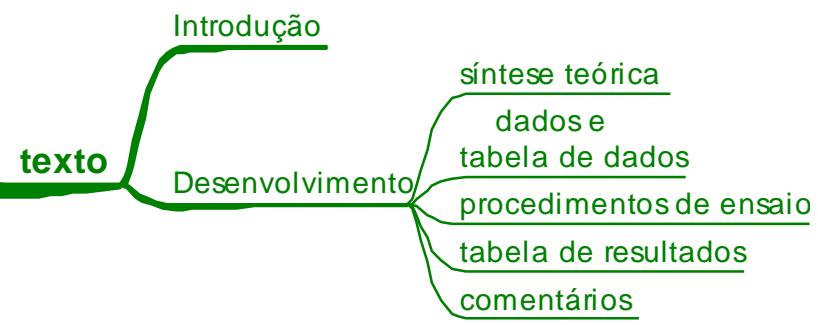 texto
Introdução
Desenvolvimento
síntese teórica
dados e
tabela de dados
procedimentos de ensaio
tabela de resultados
comentários